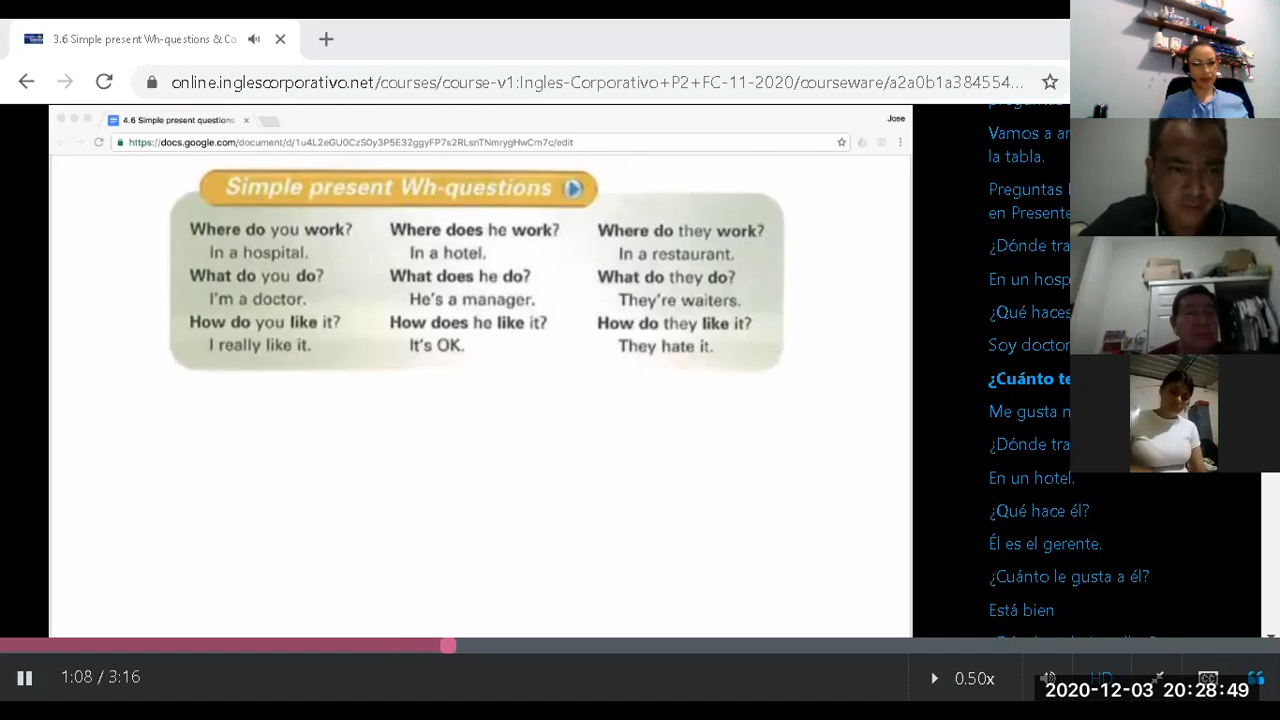 3.6 Simple present Wh-questions & Co
online.inglescorporativo.net/courses/course-v1:Ingles-Corporativo+P2+FC-11-2020/courseware/a2a0b1a384554...
4.6 Simple present questions
Jose
https://docs.google.com/document/d/1u4L2eGU0CzS0y3P5E32ggyFP7s2RLsnTNmrygHwCm7c/edit
Simple present Wh-questions
Where do you work?
In a hospital.
What do you do?
I'm a doctor.
How do you like it?
I really like it.
Where does he work?
In a hotel.
What does he do?
He's a manager.
How does he like it?
It's OK.
Where do they work?
In a restaurant.
What do they do?
They're waiters.
How do they like it?
They hate it.
Vamos a
la tabla.
Preguntas
en Presente
¿Dónde
En un
¿Qué haces
Soy doctor
¿Cuánto te
Me gusta
¿Dónde
En un hotel.
¿Qué hace él?
Él es el gerente.
¿Cuánto le gusta a él?
Está bien
1:08 / 3:16
0.50x
HD
CC
2020-12-03 20:28:49